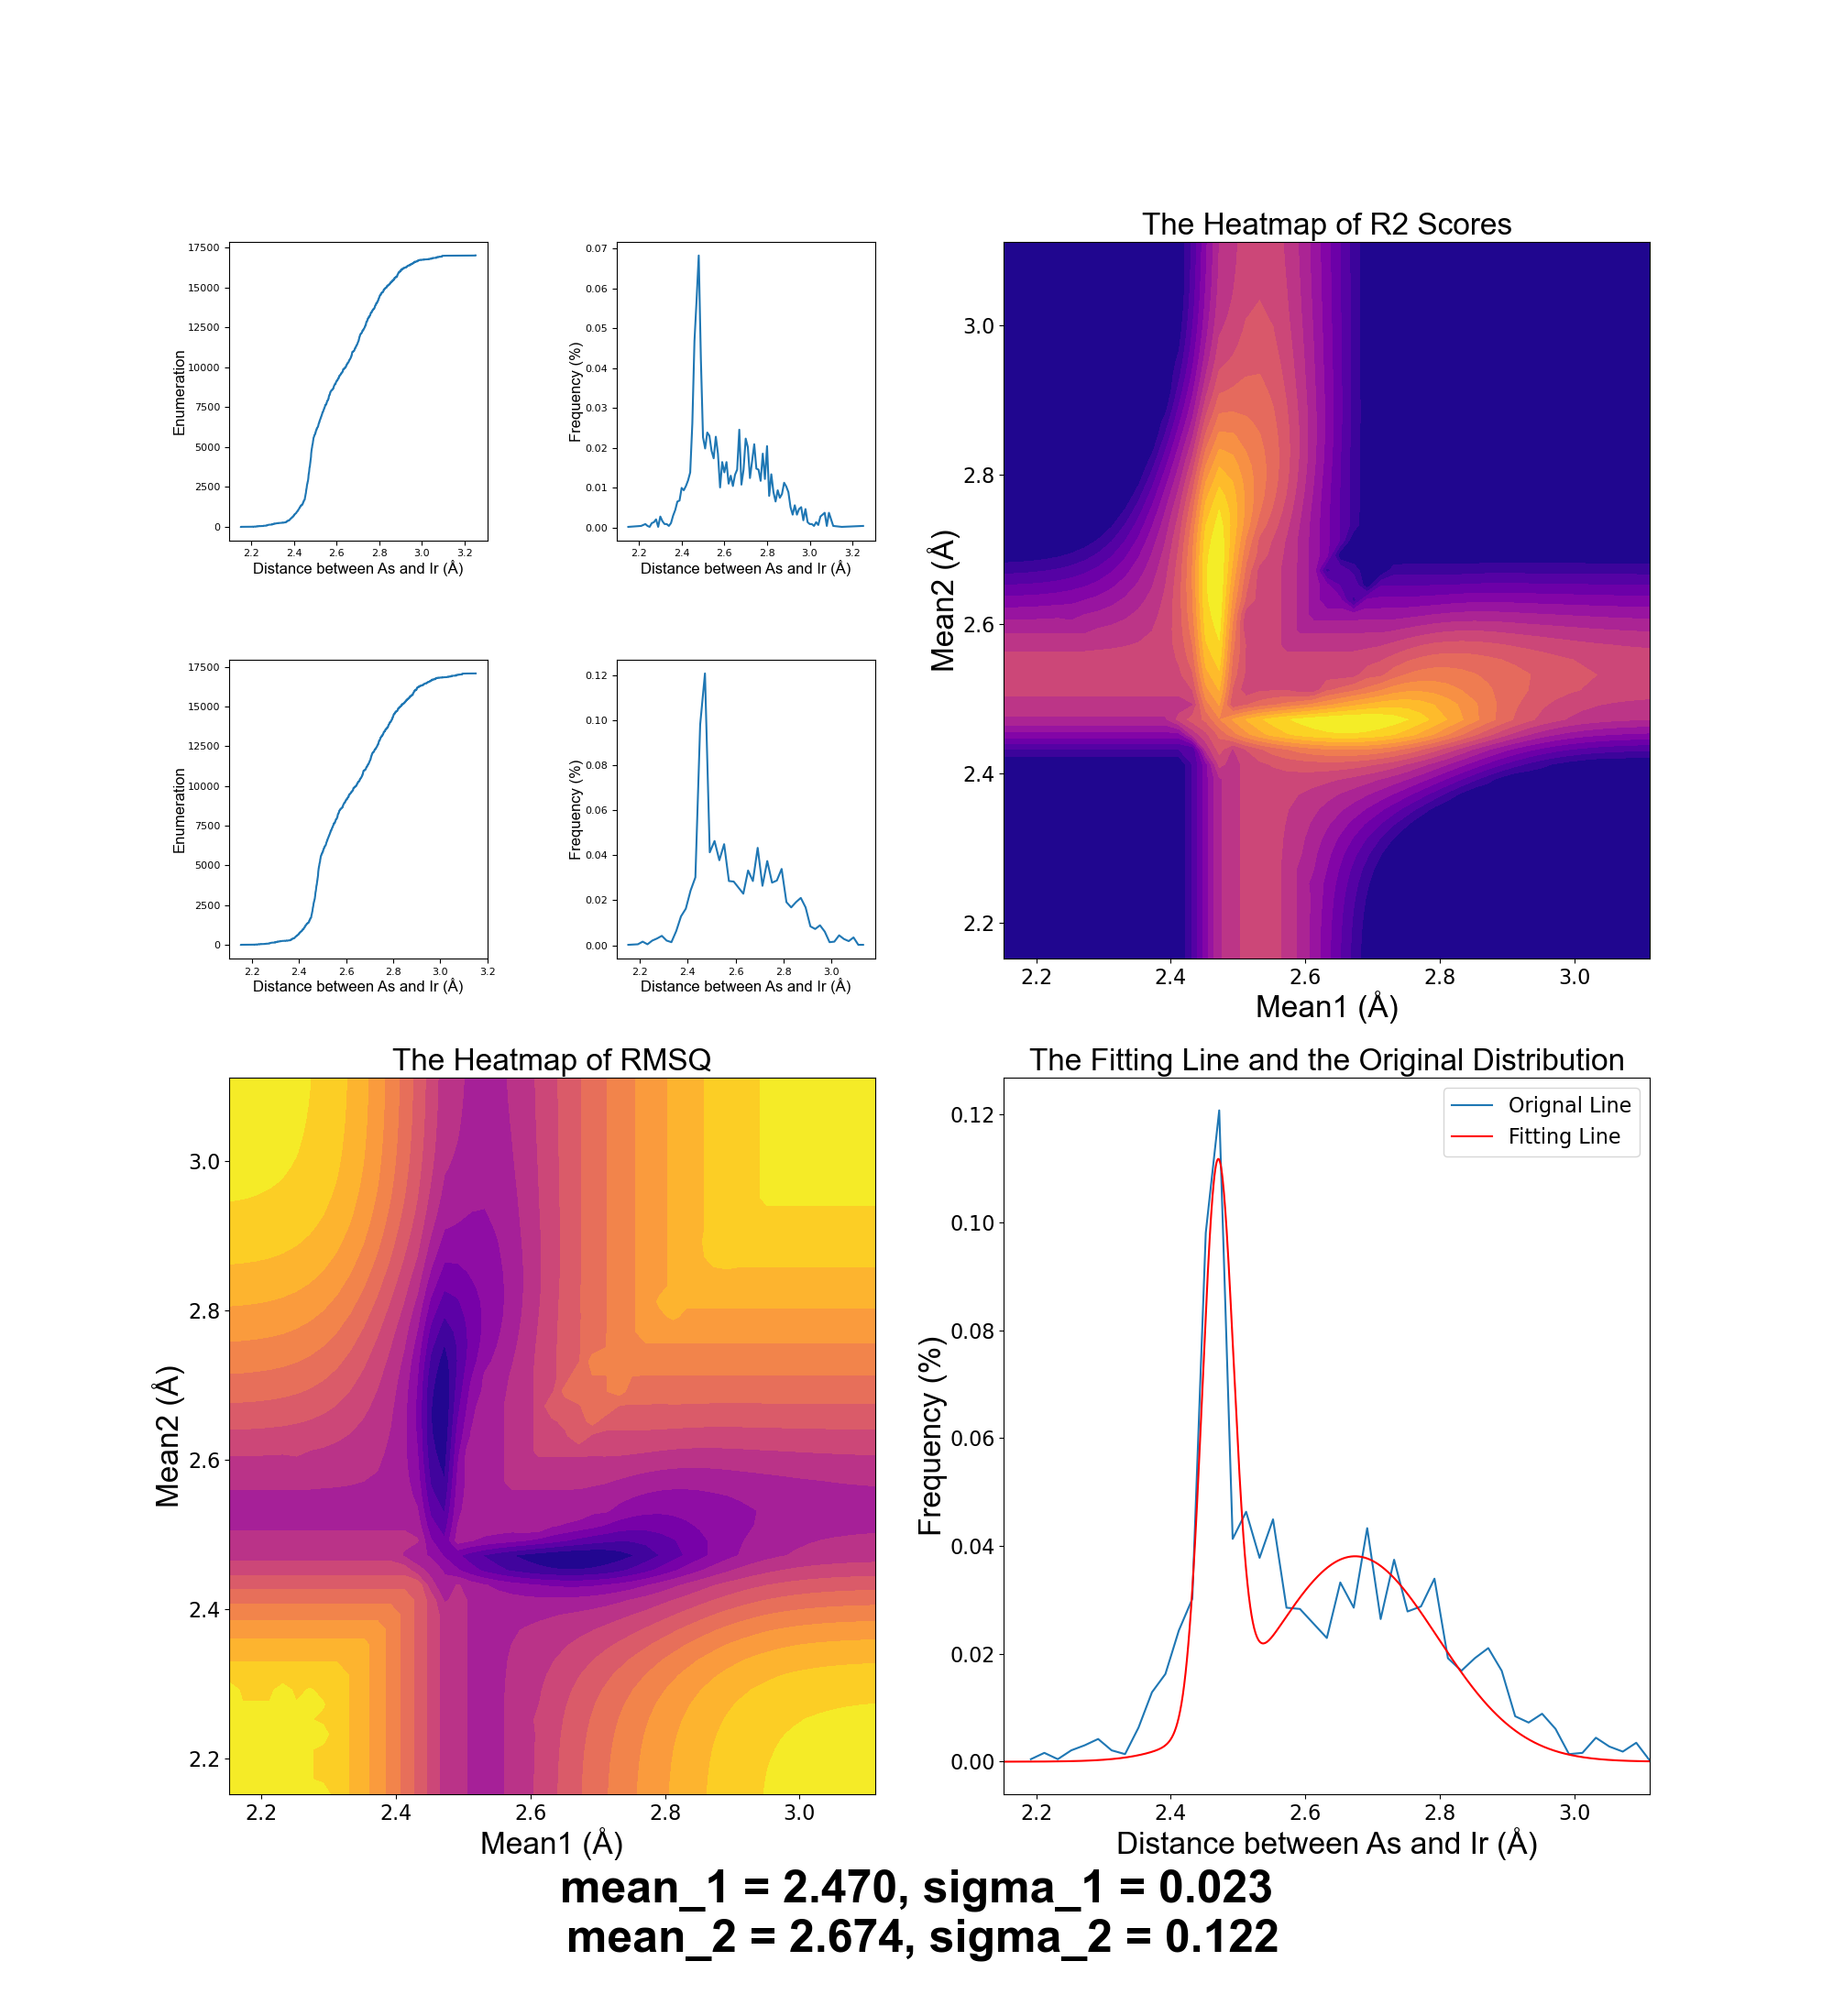 The Heatmap of R2 Scores
17500
15000
12500
10000
7500
5000
2500
0
Enumeration
2.2 2.4 2.6 2.8 3.0 3.2
Distance between As and Ir (Å)
0.07
0.06
0.05
0.04
0.03
0.02
0.01
0.00
Frequency (%)
2.2 2.4 2.6 2.8 3.0 3.2
Distance between As and Ir (Å)
3.0
2.8
2.6
2.4
2.2
Mean2 (Å)
2.2 2.4 2.6 2.8 3.0
Mean1 (Å)
17500
15000
12500
10000
7500
5000
2500
0
Enumeration
2.2 2.4 2.6 2.8 3.0 3.2
Distance between As and Ir (Å)
0.12
0.10
0.08
0.06
0.04
0.02
0.00
Frequency (%)
2.2 2.4 2.6 2.8 3.0
Distance between As and Ir (Å)
The Heatmap of RMSQ
3.0
2.8
2.6
2.4
2.2
Mean2 (Å)
2.2 2.4 2.6 2.8 3.0
Mean1 (Å)
The Fitting Line and the Original Distribution
Orignal Line
Fitting Line
0.12
0.10
0.08
0.06
0.04
0.02
0.00
Frequency (%)
2.2 2.4 2.6 2.8 3.0
Distance between As and Ir (Å)
mean_1 = 2.470, sigma_1 = 0.023
mean_2 = 2.674, sigma_2 = 0.122